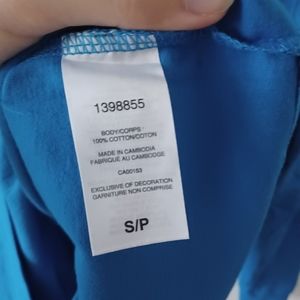 1398855
BODY/CORPS:
100% COTTON/COTON
MADE IN CAMBODIA
FABRIQUÉ AU CAMBODGE
CA00153
EXCLUSIVE OF DECORATION
GARNITURE NON COMPRISE
S/P